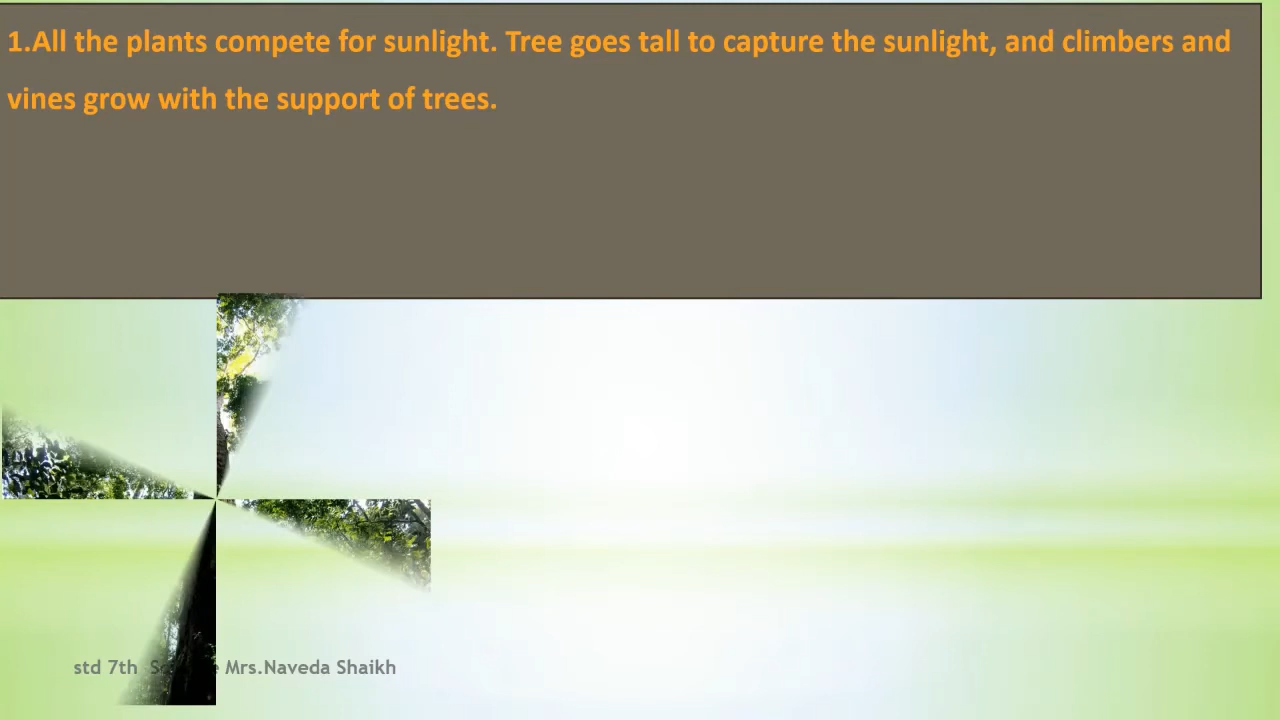 1.All the plants compete for sunlight. Tree goes tall to capture the sunlight, and climbers and
vines grow with the support of trees.
std 7th Mrs.Naveda Shaikh